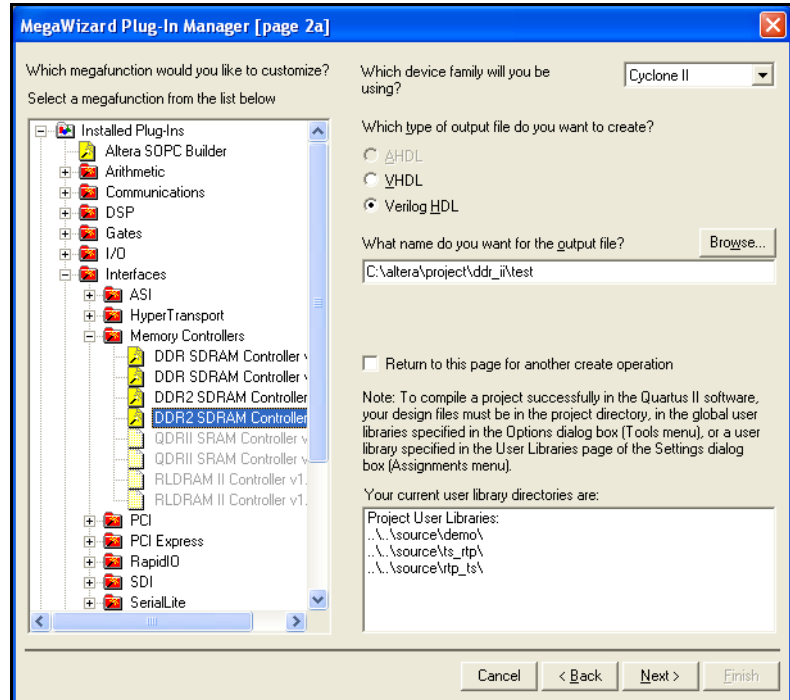 MegaWizard Plug-In Manager [page 2a]
Which megafunction would you like to customize?
Select a megafunction from the list below
Installed Plug-Ins
Altera SOPC Builder
Arithmetic
Communications
DSP
Gates
I/O
Interfaces
ASI
HyperTransport
Memory Controllers
DDR SDRAM Controller v
DDR SDRAM Controller v
DDR2 SDRAM Controller
DDR2 SDRAM Controller
QDRII SRAM Controller v
QDRII SRAM Controller v
RLDRAM II Controller v1.
RLDRAM II Controller v1.
PCI
PCI Express
RapidIO
SDI
SerialLite
Which device family will you be
using?
Cyclone II
Which type of output file do you want to create?
AHDL
VHDL
Verilog HDL
What name do you want for the output file?
Browse...
C:\altera\project\ddr_ii\test
Return to this page for another create operation
Note: To compile a project successfully in the Quartus II software,
your design files must be in the project directory, in the global user
libraries specified in the Options dialog box (Tools menu), or a user
library specified in the User Libraries page of the Settings dialog
box (Assignments menu).
Your current user library directories are:
Project User Libraries:
..\..\source\demo\
..\..\source\ts_rtp\
..\..\source\rtp_ts\
Cancel
< Back
Next >
Finish